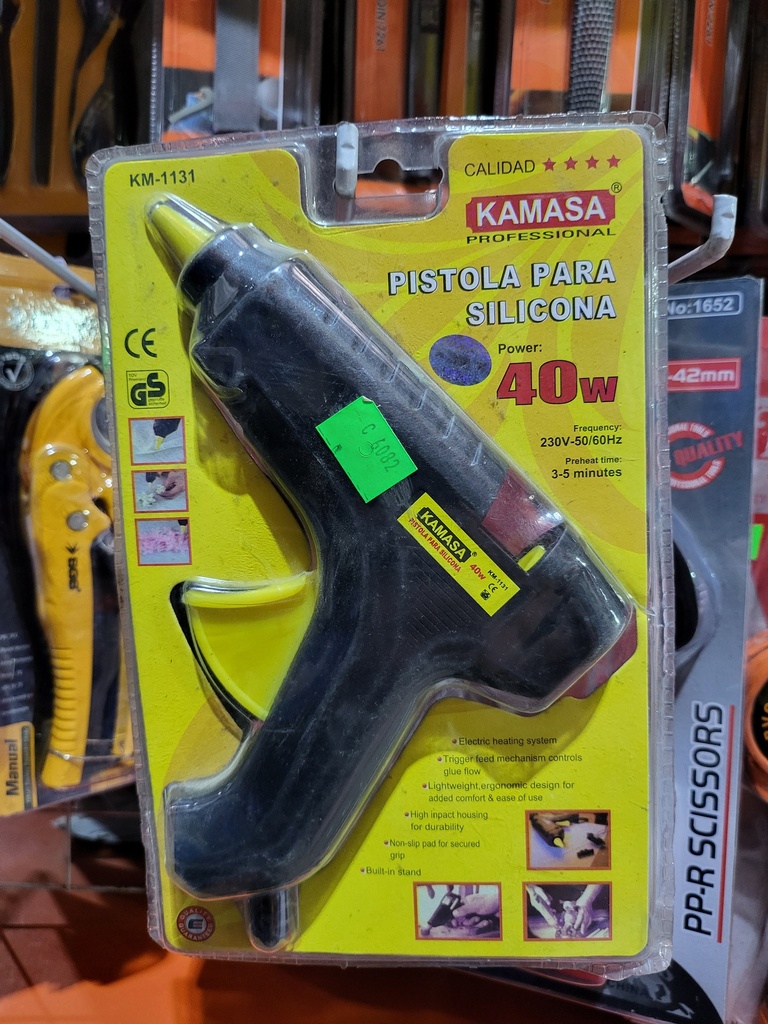 KM-1131
CALIDAD
KAMASA®
PROFESSIONAL
PISTOLA PARA
SILICONA
Power:
40W
Frequency:
230V-50/60Hz
Preheat time:
3-5 minutes
CE
GS
C 6082
KAMASA®
PISTOLA PARA SILICONA
40W
KM-1131
CE
Electric heating system
Trigger feed mechanism controls
glue flow
Lightweight,ergonomic design for
added comfort & ease of use
High inpact housing
for durability
Non-slip pad for secured
grip
Built-in stand
No:1652
-42mm
QUALITY
PP-R SCISSORS
Manual